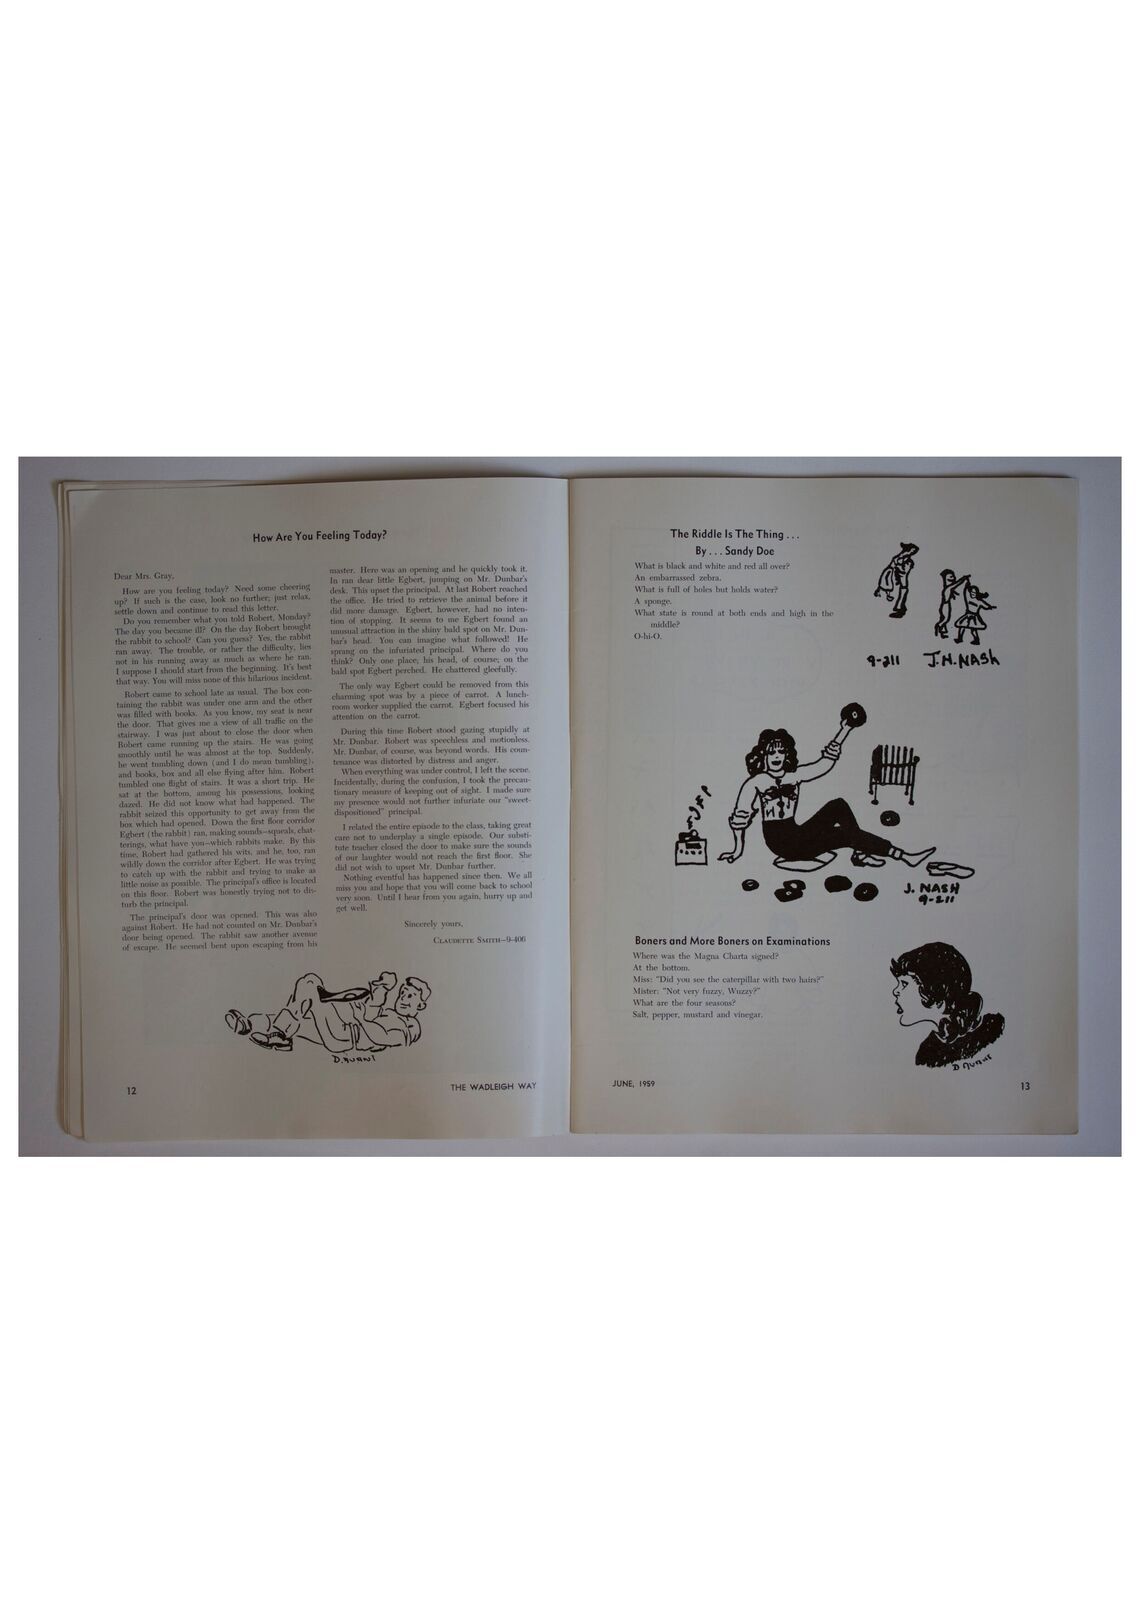 How Are You Feeling Today?
Dear Mrs. Gray,
How are you feeling today? Need some cheering
up? If such is the case, look no further; just relax,
settle down and continue to read this letter.
Do you remember what you told Robert, Monday?
The day you became ill? On the day Robert brought
the rabbit to school? Can you guess? Yes, the rabbit
ran away. The trouble, or rather the difficulty, lies
not in his running away as much as where he ran.
I suppose I should start from the beginning. It's best
that way. You will miss none of this hilarious incident.
Robert came to school late as usual. The box con-
taining the rabbit was under one arm and the other
was filled with books. As you know, my seat is near
the door. That gives me a view of all traffic on the
stairway. I was just about to close the door when
Robert came running up the stairs. He was going
smoothly until he was almost at the top. Suddenly,
he went tumbling down (and I do mean tumbling),
and books, box and all else flying after him. Robert
tumbled one flight of stairs. It was a short trip. He
sat at the bottom, among his possessions, looking
dazed. He did not know what had happened. The
rabbit seized this opportunity to get away from the
box which had opened. Down the first floor corridor
Egbert (the rabbit) ran, making sounds—squeals, chat-
terings, what have you—which rabbits make. By this
time, Robert had gathered his wits, and he, too, ran
wildly down the corridor after Egbert. He was trying
to catch up with the rabbit and trying to make as
little noise as possible. The principal's office is located
on this floor. Robert was honestly trying not to dis-
turb the principal.
The principal's door was opened. This was also
against Robert. He had not counted on Mr. Dunbar's
door being opened. The rabbit saw another avenue
of escape. He seemed bent upon escaping from his
master. Here was an opening and he quickly took it.
In ran dear little Egbert, jumping on Mr. Dunbar's
desk. This upset the principal. At last Robert reached
the office. He tried to retrieve the animal before it
did more damage. Egbert, however, had no inten-
tion of stopping. It seems to me Egbert found an
unusual attraction in the shiny bald spot on Mr. Dun-
bar's head. You can imagine what followed! He
sprang on the infuriated principal. Where do you
think? Only one place, his head, of course; on the
bald spot Egbert perched. He chattered gleefully.
The only way Egbert could be removed from this
charming spot was by a piece of carrot. A lunch-
room worker supplied the carrot. Egbert focused his
attention on the carrot.
During this time Robert stood gazing stupidly at
Mr. Dunbar. Robert was speechless and motionless.
Mr. Dunbar, of course, was beyond words. His coun-
tenance was distorted by distress and anger.
When everything was under control, I left the scene.
Incidentally, during the confusion, I took the precau-
tionary measure of keeping out of sight. I made sure
my presence would not further infuriate our "sweet-
dispositioned" principal.
I related the entire episode to the class, taking great
care not to underplay a single episode. Our substi-
tute teacher closed the door to make sure the sounds
of our laughter would not reach the first floor. She
did not wish to upset Mr. Dunbar further.
Nothing eventful has happened since then. We all
miss you and hope that you will come back to school
very soon. Until I hear from you again, hurry up and
get well.
Sincerely yours,
Claudette Smith—9-406
12
THE WADLEIGH WAY
The Riddle Is The Thing . . .
By . . . Sandy Doe
What is black and white and red all over?
An embarrassed zebra.
What is full of holes but holds water?
A sponge.
What state is round at both ends and high in the
middle?
O-hi-O.
9-211 J.H.NASH
J. NASH
9-211
Boners and More Boners on Examinations
Where was the Magna Charta signed?
At the bottom.
Miss: "Did you see the caterpillar with two hairs?"
Mister: "Not very fuzzy, Wuzzy?"
What are the four seasons?
Salt, pepper, mustard and vinegar.
JUNE, 1959
13